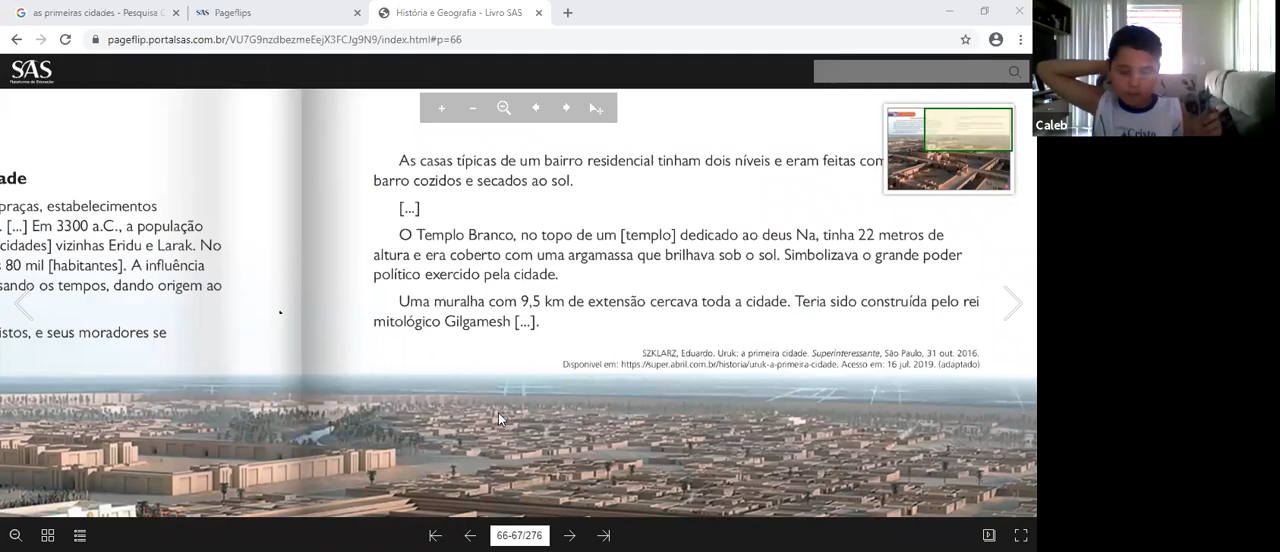 as primeiras cidades - Pesquisa G
SAS Pageflips
História e Geografia - Livro SAS
pageflip.portalsas.com.br/VU7G9nzdbezmeEejX3FCJg9N9/index.html#p=66
SAS
Plataforma de Educação
Caleb
ade
praças, estabelecimentos
. [...] Em 3300 a.C., a população
cidades] vizinhas Eridu e Larak. No
s 80 mil [habitantes]. A influência
sando os tempos, dando origem ao
istos, e seus moradores se
As casas típicas de um bairro residencial tinham dois níveis e eram feitas com
barro cozidos e secados ao sol.
[...]
O Templo Branco, no topo de um [templo] dedicado ao deus Na, tinha 22 metros de
altura e era coberto com uma argamassa que brilhava sob o sol. Simbolizava o grande poder
político exercido pela cidade.
Uma muralha com 9,5 km de extensão cercava toda a cidade. Teria sido construída pelo rei
mitológico Gilgamesh [...].
SZKLARZ, Eduardo. Uruk: a primeira cidade. Superinteressante, São Paulo, 31 out. 2016.
Disponível em: https://super.abril.com.br/historia/uruk-a-primeira-cidade. Acesso em: 16 jul. 2019. (adaptado)
66-67/276